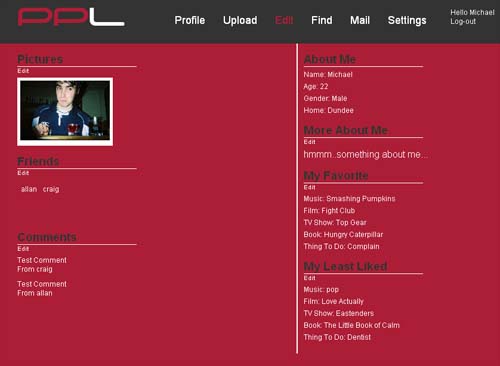 PPL
Profile Upload Edit Find Mail Settings
Hello Michael
Log-out
Pictures
Edit
Friends
Edit
allan craig
Comments
Edit
Test Comment
From craig
Test Comment
From allan
About Me
Name: Michael
Age: 22
Gender: Male
Home: Dundee
More About Me
Edit
hmmm..something about me...
My Favorite
Edit
Music: Smashing Pumpkins
Film: Fight Club
TV Show: Top Gear
Book: Hungry Caterpillar
Thing To Do: Complain
My Least Liked
Edit
Music: pop
Film: Love Actually
TV Show: Eastenders
Book: The Little Book of Calm
Thing To Do: Dentist